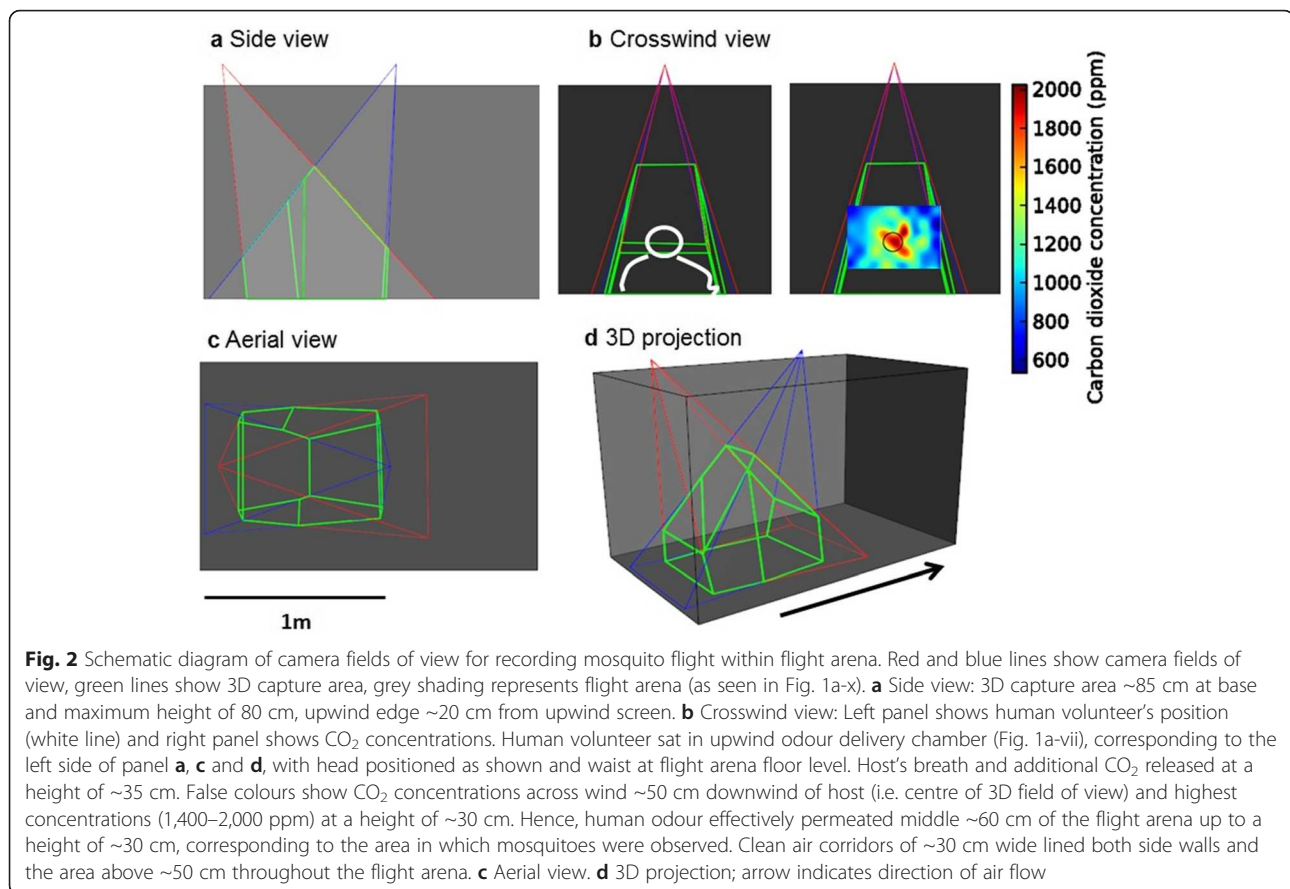 a Side view
b Crosswind view
2000
1800
1600
1400
1200
1000
800
600
Carbon dioxide concentration (ppm)
c Aerial view
d 3D projection
1m
Fig. 2 Schematic diagram of camera fields of view for recording mosquito flight within flight arena. Red and blue lines show camera fields of
view, green lines show 3D capture area, grey shading represents flight arena (as seen in Fig. 1a-x). a Side view: 3D capture area ~85 cm at base
and maximum height of 80 cm, upwind edge ~20 cm from upwind screen. b Crosswind view: Left panel shows human volunteer's position
(white line) and right panel shows CO₂ concentrations. Human volunteer sat in upwind odour delivery chamber (Fig. 1a-vii), corresponding to the
left side of panel a, c and d, with head positioned as shown and waist at flight arena floor level. Host's breath and additional CO₂ released at a
height of ~35 cm. False colours show CO₂ concentrations across wind ~50 cm downwind of host (i.e. centre of 3D field of view) and highest
concentrations (1,400–2,000 ppm) at a height of ~30 cm. Hence, human odour effectively permeated middle ~60 cm of the flight arena up to a
height of ~30 cm, corresponding to the area in which mosquitoes were observed. Clean air corridors of ~30 cm wide lined both side walls and
the area above ~50 cm throughout the flight arena. c Aerial view. d 3D projection; arrow indicates direction of air flow